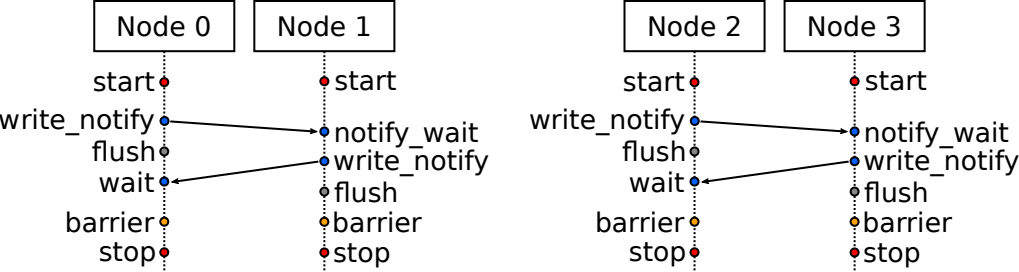 Node 0 Node 1 Node 2 Node 3
start start start start
write_notify notify_wait write_notify notify_wait
flush write_notify flush write_notify
wait flush wait flush
barrier barrier barrier barrier
stop stop stop stop